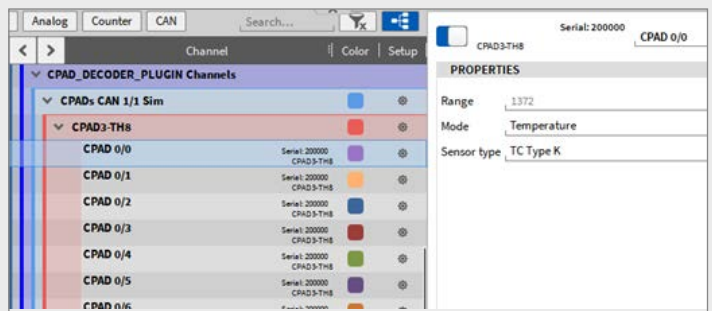 Analog Counter CAN Search...
Channel Color Setup
CPAD_DECODER_PLUGIN Channels
CPADs CAN 1/1 Sim
CPAD3-TH8
CPAD 0/0 Serial: 200000
CPAD3-TH8
CPAD 0/1 Serial: 200000
CPAD3-TH8
CPAD 0/2 Serial: 200000
CPAD3-TH8
CPAD 0/3 Serial: 200000
CPAD3-TH8
CPAD 0/4 Serial: 200000
CPAD3-TH8
CPAD 0/5 Serial: 200000
CPAD3-TH8
CPAD 0/6 Serial: 200000
Serial: 200000
CPAD3-TH8 CPAD 0/0
PROPERTIES
Range 1372
Mode Temperature
Sensor type TC Type K